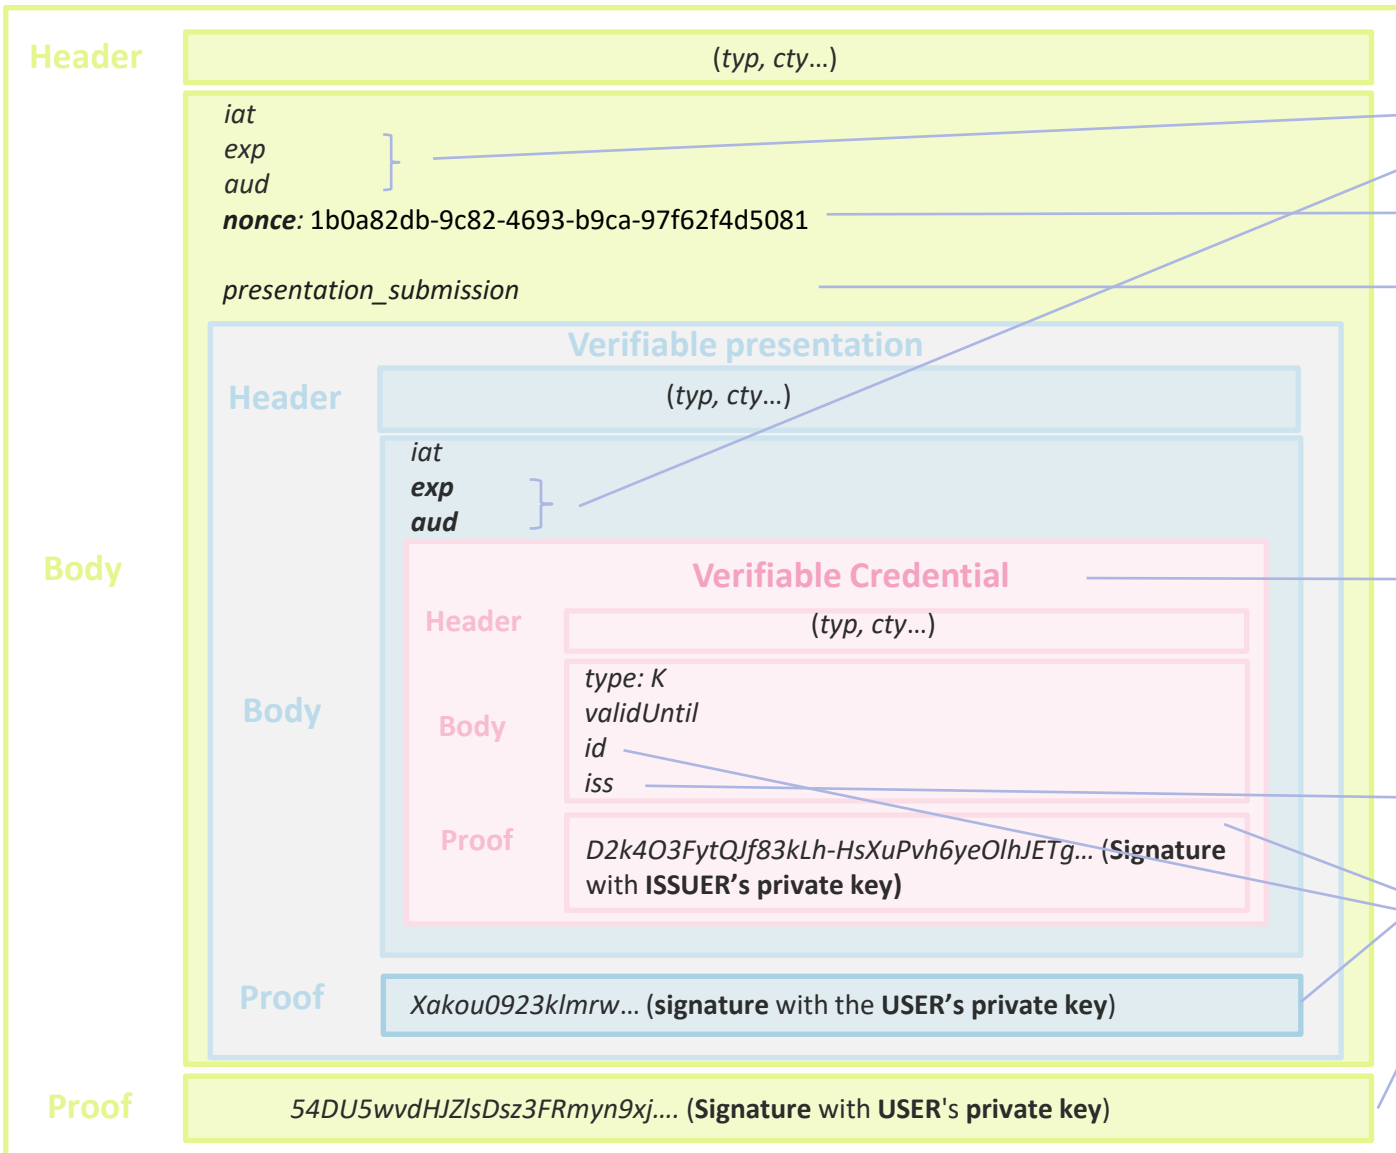 Header
(typ, cty…)
iat
exp
aud
nonce: 1b0a82db-9c82-4693-b9ca-97f62f4d5081
presentation_submission
Verifiable presentation
Header
(typ, cty…)
iat
exp
aud
Body
Verifiable Credential
Header
(typ, cty…)
type: K
validUntil
Body
Body
id
iss
Proof
D2k4O3FytQJf83kLh-HsXuPvh6yeOlhJETg… (Signature
with ISSUER’s private key)
Proof
Xakou0923klmrw… (signature with the USER’s private key)
Proof
54DU5wvdHJZlsDsz3FRmyn9xj…. (Signature with USER's private key)